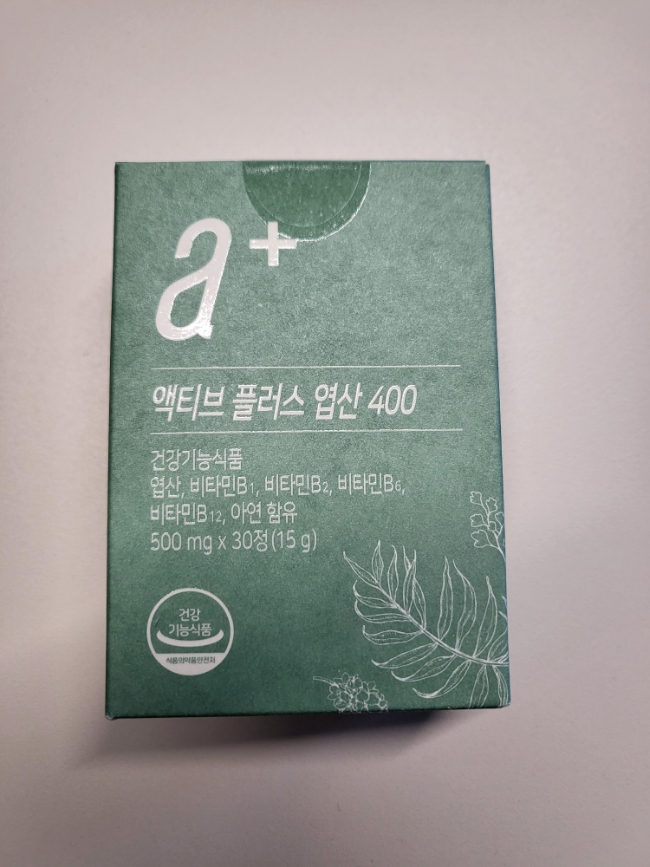 a+
액티브 플러스 엽산 400
건강기능식품
엽산, 비타민B₁, 비타민B₂, 비타민B₆,
비타민B₁₂, 아연 함유
500 mg x 30정(15 g)
건강
기능식품
식품의약품안전처